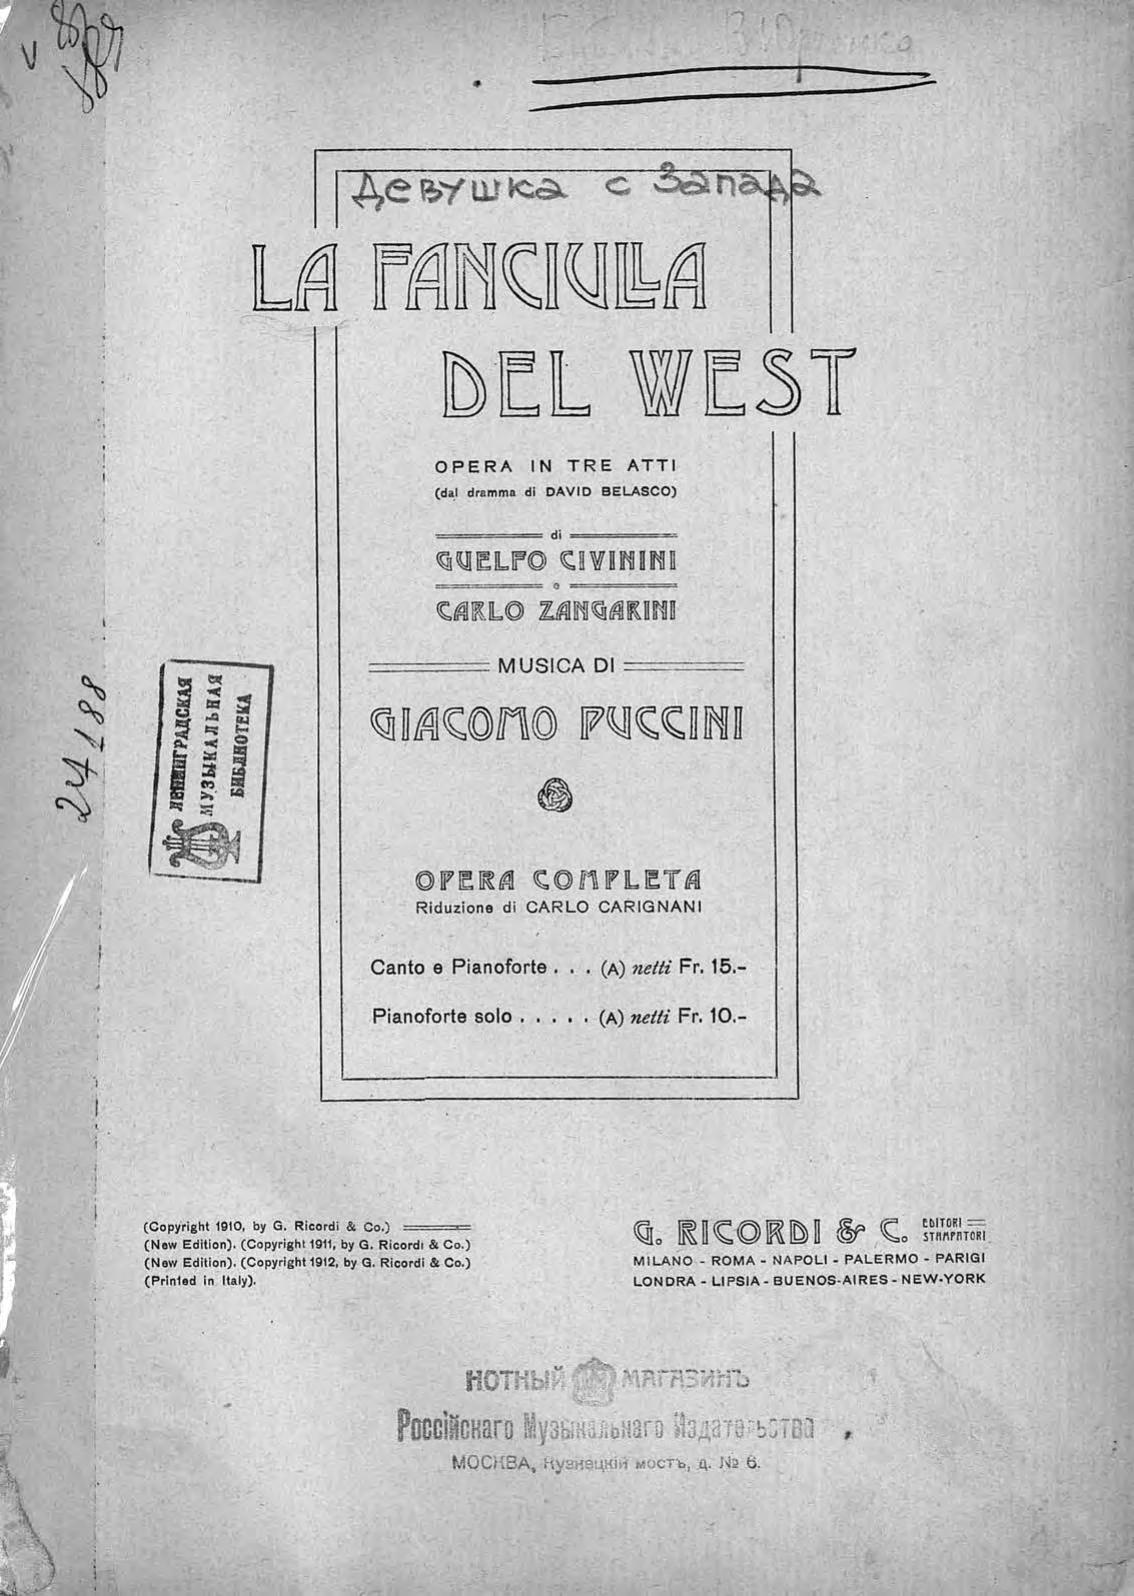 Девушка с Запада
LA FANCIULLA
DEL WEST
OPERA IN TRE ATTI
(dal dramma di DAVID BELASCO)
di
GUELFO CIVININI
e
CARLO ZANGARINI
MUSICA DI
GIACOMO PUCCINI
24188
ЛЕНИНГРАДСКАЯ
МУЗЫКАЛЬНАЯ
БИБЛИОТЕКА
OPERA COMPLETA
Riduzione di CARLO CARIGNANI
Canto e Pianoforte . . . (A) netti Fr. 15.-
Pianoforte solo . . . . . (A) netti Fr. 10.-
(Copyright 1910, by G. Ricordi & Co.)
(New Edition). (Copyright 1911, by G. Ricordi & Co.)
(New Edition). (Copyright 1912, by G. Ricordi & Co.)
(Printed in Italy).
G. RICORDI & C. EDITORI STAMPATORI
MILANO - ROMA - NAPOLI - PALERMO - PARIGI
LONDRA - LIPSIA - BUENOS-AIRES - NEW-YORK
НОТНЫЙ МАГАЗИНЪ
Россійскаго Музыкальнаго Издательства
МОСКВА, Кузнецкій мостъ, д. № 6.